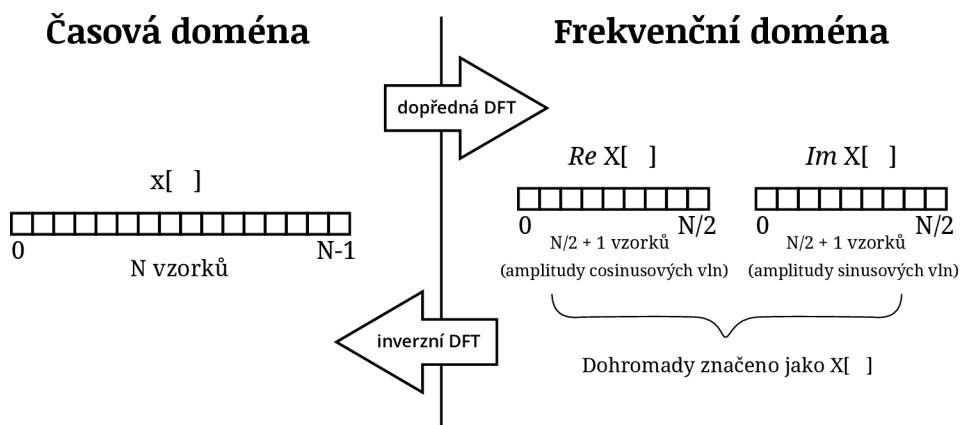 Časová doména
Frekvenční doména
dopředná DFT
x[ ]
0
N-1
N vzorků
Re X[ ]
0
N/2
N/2 + 1 vzorků
(amplitudy cosinusových vln)
Im X[ ]
0
N/2
N/2 + 1 vzorků
(amplitudy sinusových vln)
inverzní DFT
Dohromady značeno jako X[ ]